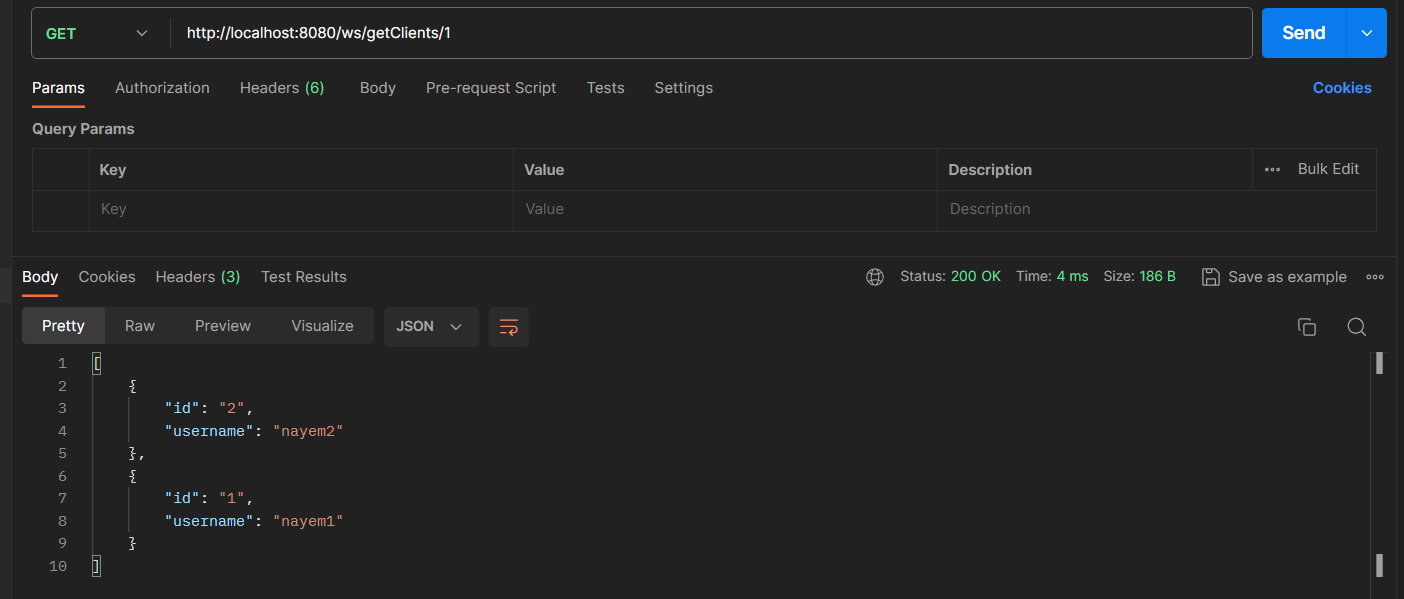 GET http://localhost:8080/ws/getClients/1 Send
Params Authorization Headers (6) Body Pre-request Script Tests Settings Cookies
Query Params
Key Value Description Bulk Edit
Key Value Description
Body Cookies Headers (3) Test Results Status: 200 OK Time: 4 ms Size: 186 B Save as example
Pretty Raw Preview Visualize JSON
1 [
2 {
3 "id": "2",
4 "username": "nayem2"
5 },
6 {
7 "id": "1",
8 "username": "nayem1"
9 }
10 ]